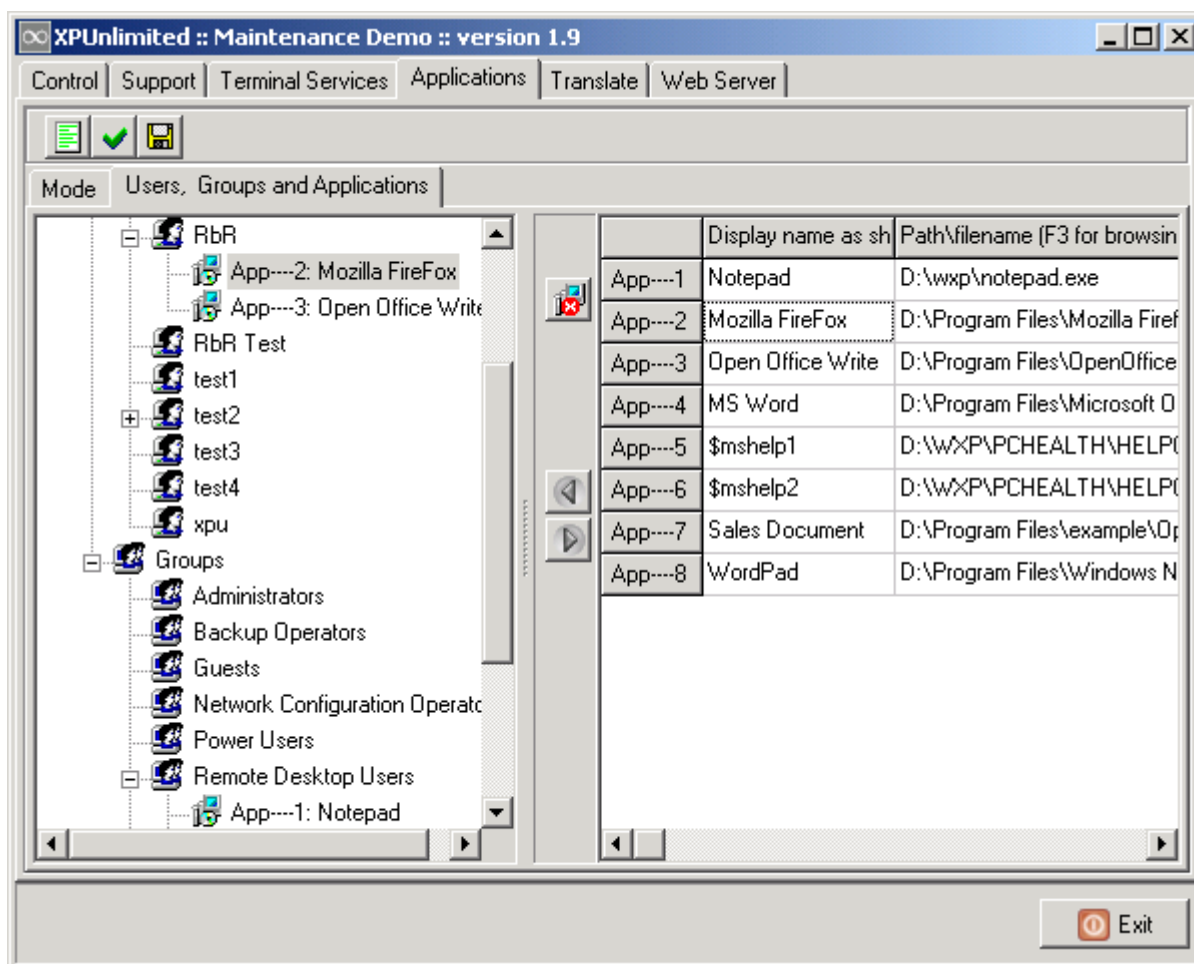 XPUnlimited :: Maintenance Demo :: version 1.9
Control Support Terminal Services Applications Translate Web Server
Mode Users, Groups and Applications
RbR
App----2: Mozilla FireFox
App----3: Open Office Write
RbR Test
test1
test2
test3
test4
xpu
Groups
Administrators
Backup Operators
Guests
Network Configuration Operato
Power Users
Remote Desktop Users
App----1: Notepad
Display name as sh Path\filename (F3 for browsin
App----1 Notepad D:\wxp\notepad.exe
App----2 Mozilla FireFox D:\Program Files\Mozilla Firef
App----3 Open Office Write D:\Program Files\OpenOffice
App----4 MS Word D:\Program Files\Microsoft O
App----5 $mshelp1 D:\WXP\PCHEALTH\HELPC
App----6 $mshelp2 D:\WXP\PCHEALTH\HELPC
App----7 Sales Document D:\Program Files\example\Op
App----8 WordPad D:\Program Files\Windows N
Exit